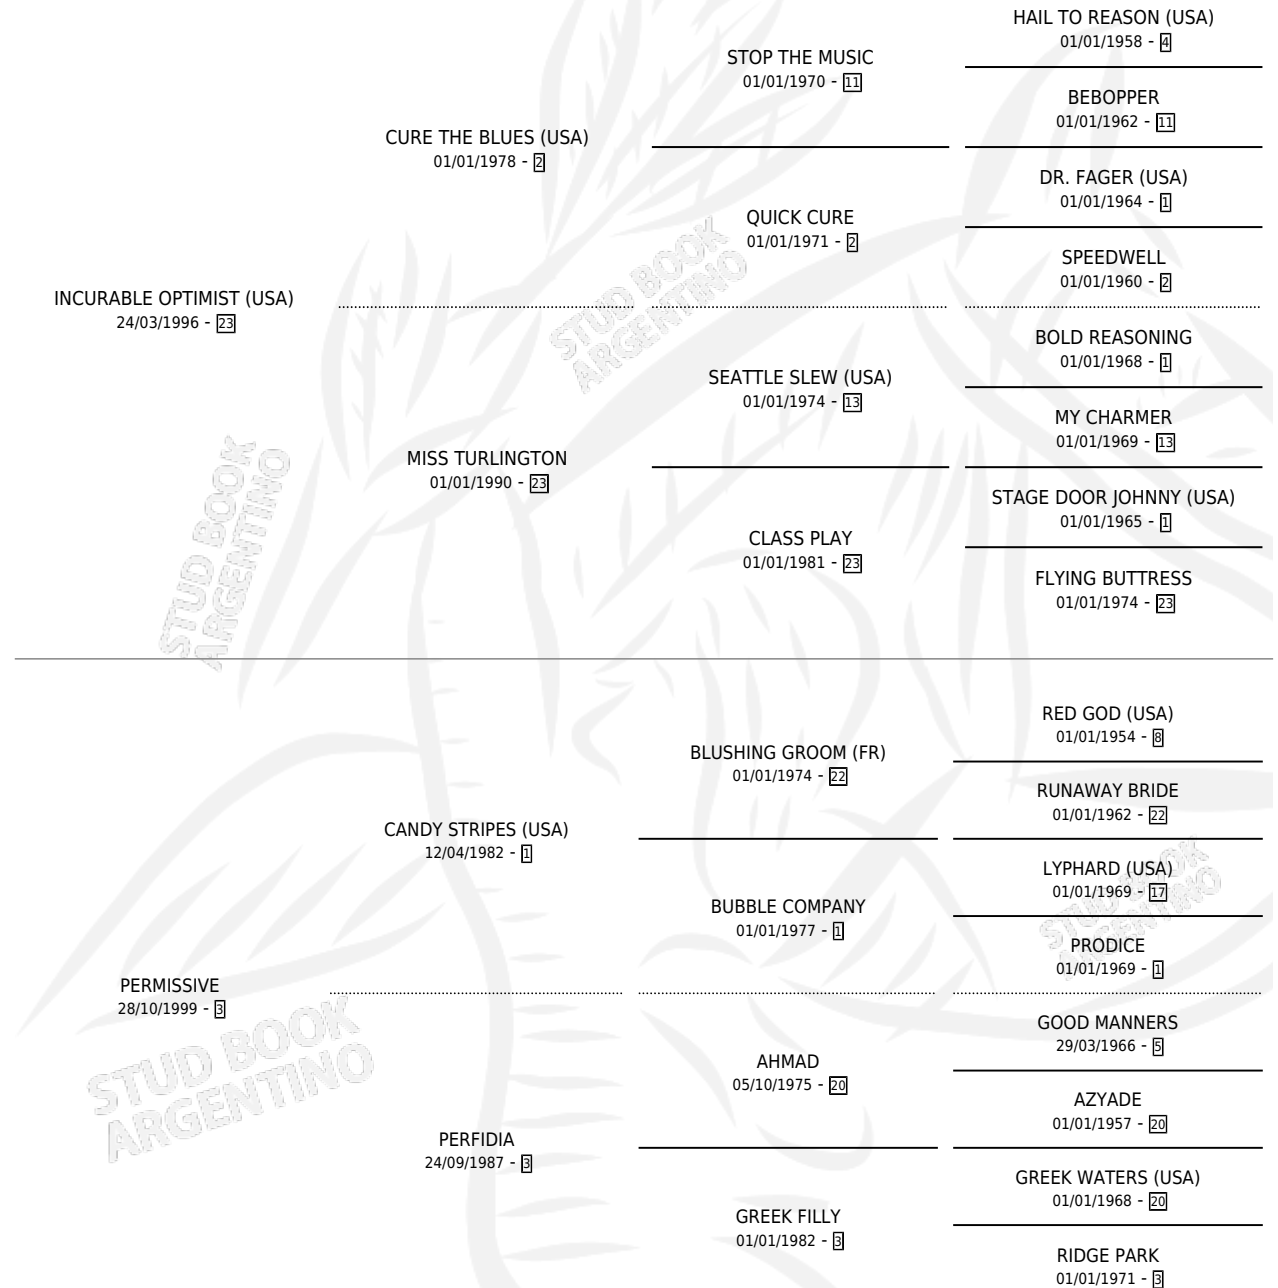 HAIL TO REASON (USA)
01/01/1958 - 4
STOP THE MUSIC
01/01/1970 - 11
BEBOPPER
01/01/1962 - 11
CURE THE BLUES (USA)
01/01/1978 - 2
DR. FAGER (USA)
01/01/1964 - 1
QUICK CURE
01/01/1971 - 2
SPEEDWELL
01/01/1960 - 2
INCURABLE OPTIMIST (USA)
24/03/1996 - 23
STUD BOOK
ARGENTINO
BOLD REASONING
01/01/1968 - 1
SEATTLE SLEW (USA)
01/01/1974 - 13
MY CHARMER
01/01/1969 - 13
MISS TURLINGTON
01/01/1990 - 23
STAGE DOOR JOHNNY (USA)
01/01/1965 - 1
CLASS PLAY
01/01/1981 - 23
FLYING BUTTRESS
01/01/1974 - 23
STUD BOOK
ARGENTINO
RED GOD (USA)
01/01/1954 - 8
BLUSHING GROOM (FR)
01/01/1974 - 22
RUNAWAY BRIDE
01/01/1962 - 22
CANDY STRIPES (USA)
12/04/1982 - 1
LYPHARD (USA)
01/01/1969 - 17
BUBBLE COMPANY
01/01/1977 - 1
STUD BOOK
ARGENTINO
PRODICE
01/01/1969 - 1
PERMISSIVE
28/10/1999 - 3
GOOD MANNERS
29/03/1966 - 5
AHMAD
05/10/1975 - 20
STUD BOOK
ARGENTINO
AZYADE
01/01/1957 - 20
PERFIDIA
24/09/1987 - 3
GREEK WATERS (USA)
01/01/1968 - 20
GREEK FILLY
01/01/1982 - 3
RIDGE PARK
01/01/1971 - 3